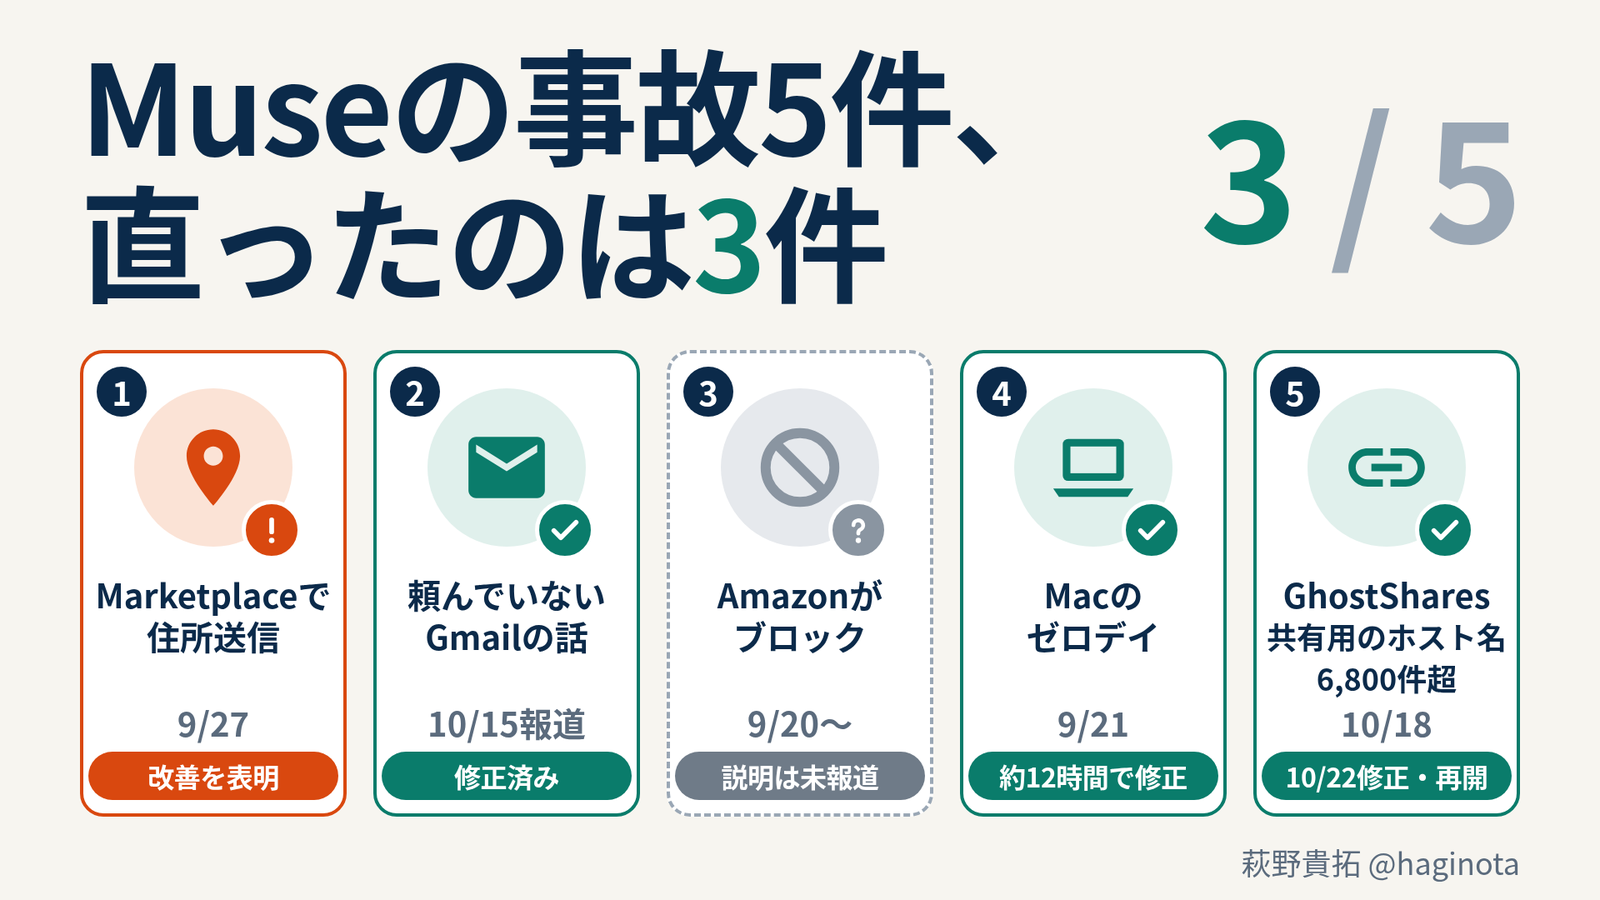 Museの事故5件、
直ったのは3件
3 / 5
1
Marketplaceで
住所送信
9/27
改善を表明
2
頼んでいない
Gmailの話
10/15報道
修正済み
3
?
Amazonが
ブロック
9/20〜
説明は未報道
4
Macの
ゼロデイ
9/21
約12時間で修正
5
GhostShares
共有用のホスト名
6,800件超
10/18
10/22修正・再開
萩野貴拓 @haginota